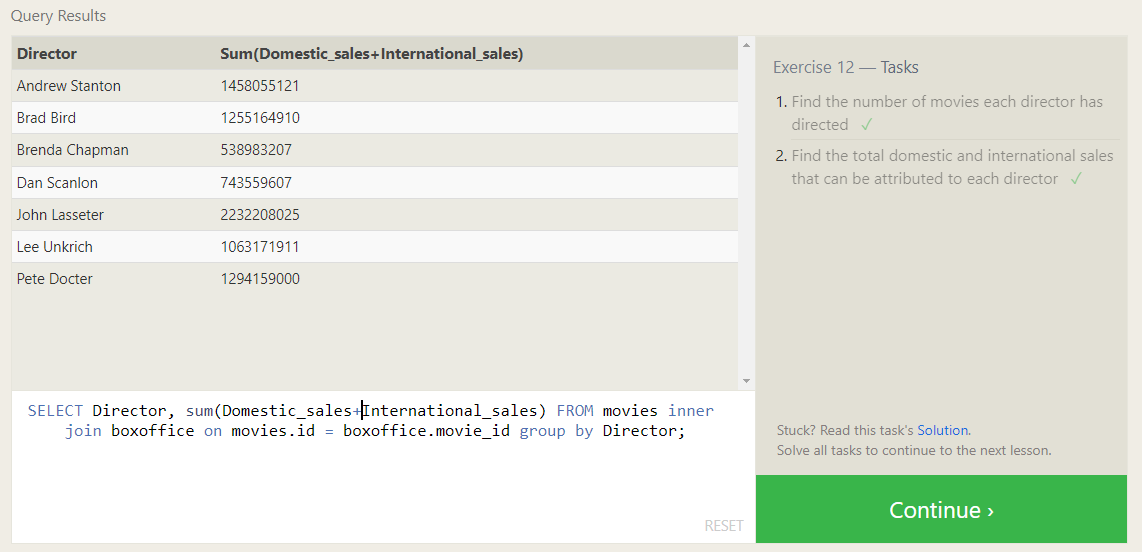 Query Results
Director Sum(Domestic_sales+International_sales)
Andrew Stanton 1458055121
Brad Bird 1255164910
Brenda Chapman 538983207
Dan Scanlon 743559607
John Lasseter 2232208025
Lee Unkrich 1063171911
Pete Docter 1294159000
SELECT Director, sum(Domestic_sales+International_sales) FROM movies inner
join boxoffice on movies.id = boxoffice.movie_id group by Director;
RESET
Exercise 12 — Tasks
1. Find the number of movies each director has
directed ✓
2. Find the total domestic and international sales
that can be attributed to each director ✓
Stuck? Read this task's Solution.
Solve all tasks to continue to the next lesson.
Continue ›